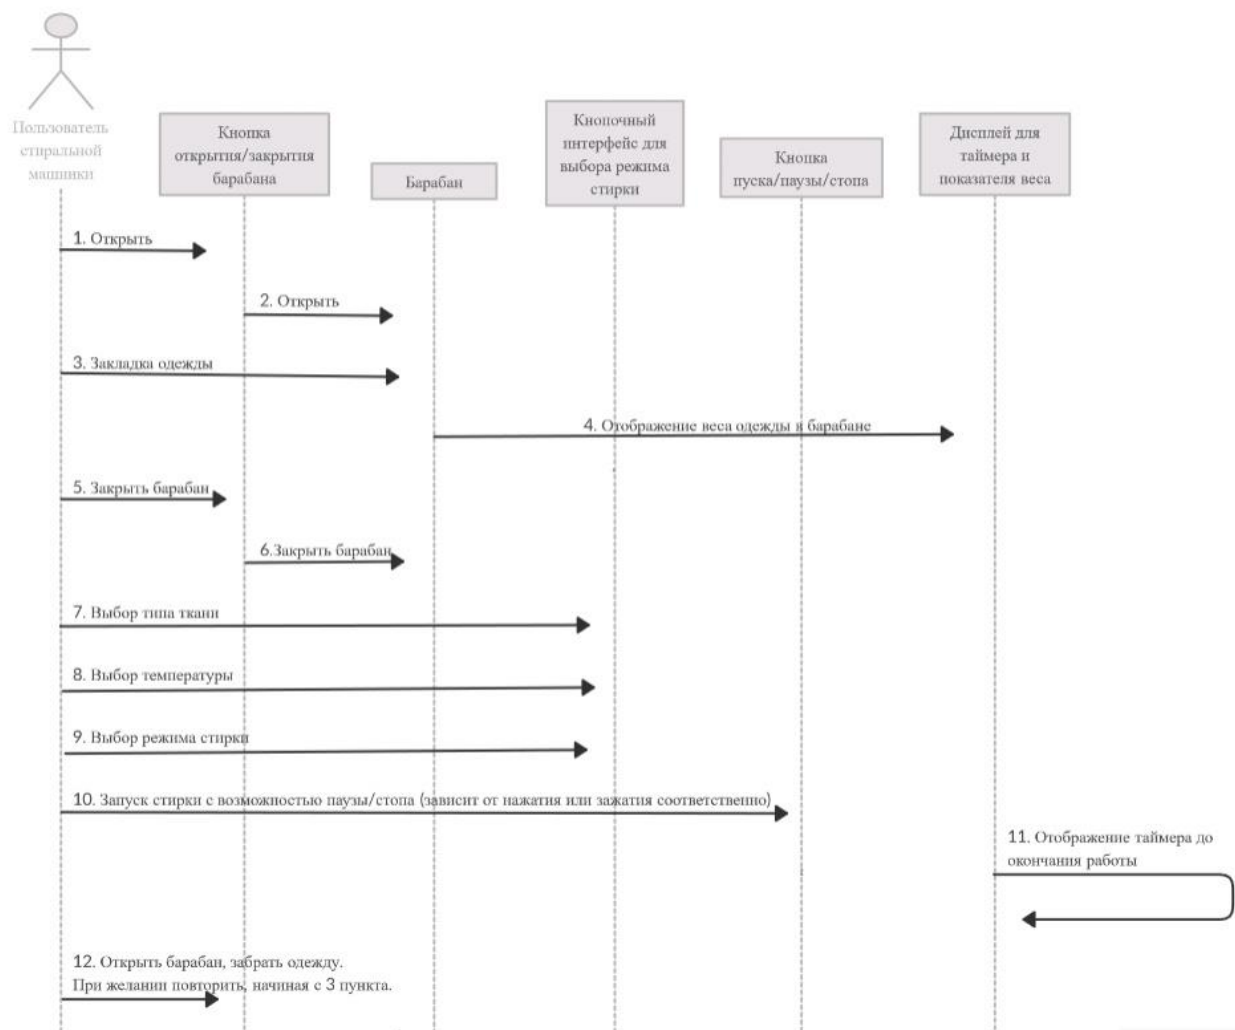 Пользователь
стиральной
машинки
Кнопка
открытия/закрытия
барабана
Барабан
Кнопочный
интерфейс для
выбора режима
стирки
Кнопка
пуска/паузы/стопа
Дисплей для
таймера и
показателя веса
1. Открыть
2. Открыть
3. Закладка одежды
4. Отображение веса одежды в барабане
5. Закрыть барабан
6.Закрыть барабан
7. Выбор типа ткани
8. Выбор температуры
9. Выбор режима стирки
10. Запуск стирки с возможностью паузы/стопа (зависит от нажатия или зажатия соответственно)
11. Отображение таймера до
окончания работы
12. Открыть барабан, забрать одежду.
При желании повторить, начиная с 3 пункта.